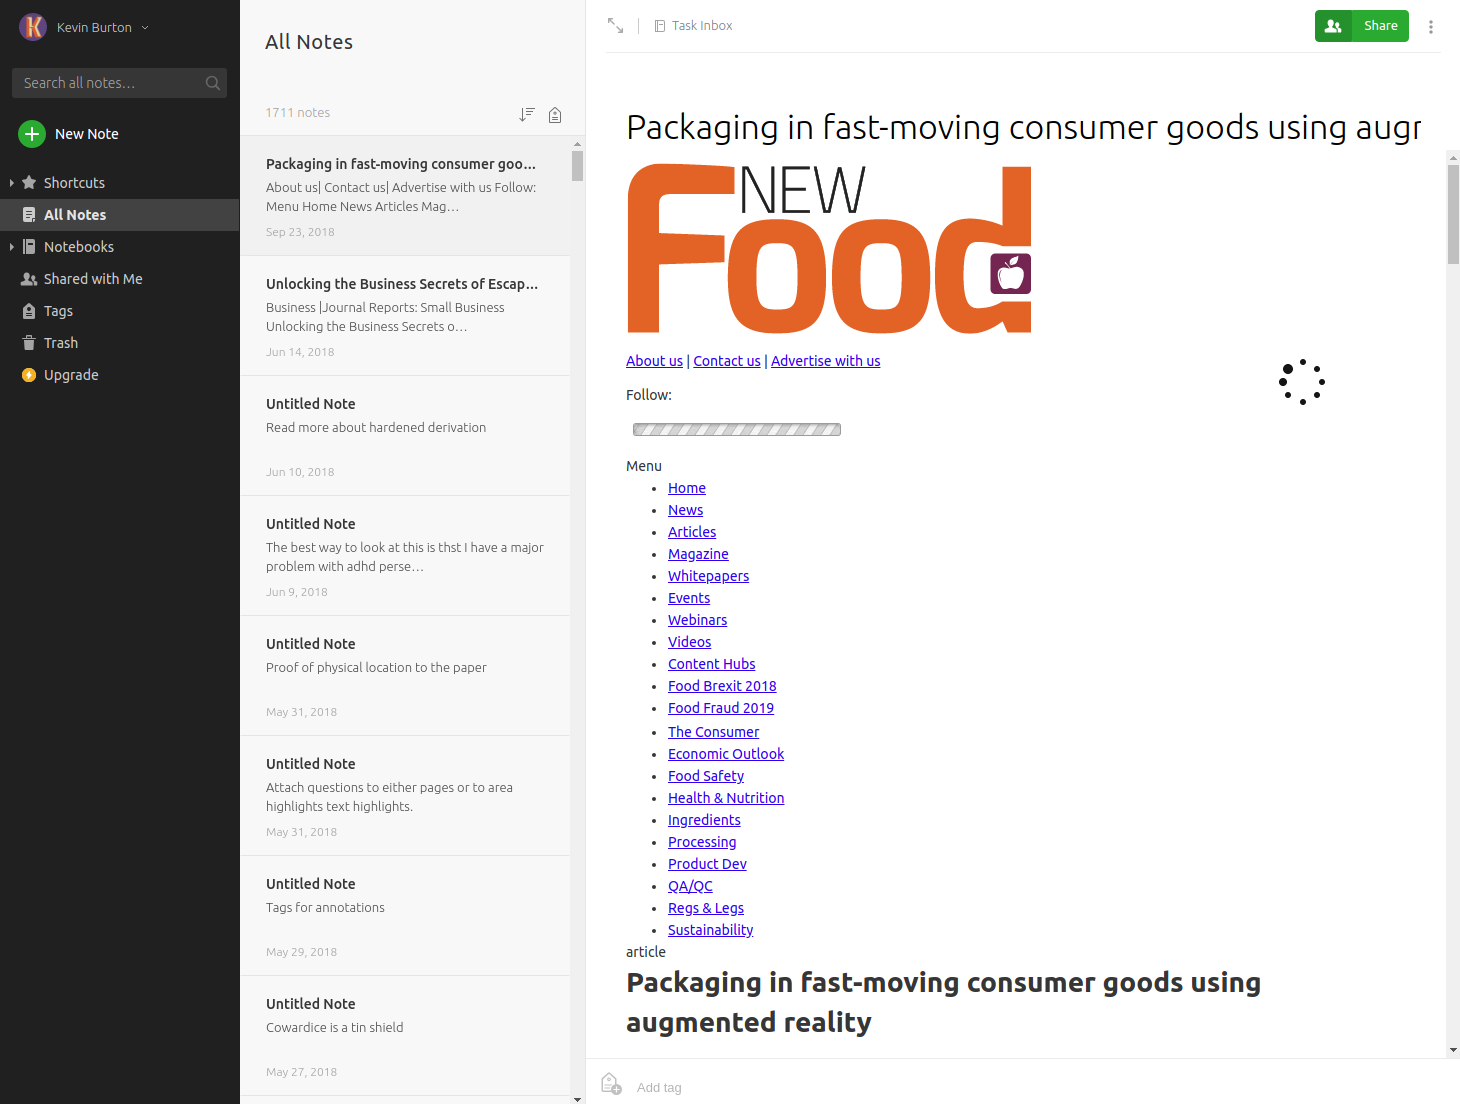 Kevin Burton
Search all notes...
New Note
Shortcuts
All Notes
Notebooks
Shared with Me
Tags
Trash
Upgrade
All Notes
1711 notes
Packaging in fast-moving consumer goo...
About us| Contact us| Advertise with us Follow:
Menu Home News Articles Mag...
Sep 23, 2018
Unlocking the Business Secrets of Escap...
Business |Journal Reports: Small Business
Unlocking the Business Secrets o...
Jun 14, 2018
Untitled Note
Read more about hardened derivation
Jun 10, 2018
Untitled Note
The best way to look at this is thst I have a major
problem with adhd perse...
Jun 9, 2018
Untitled Note
Proof of physical location to the paper
May 31, 2018
Untitled Note
Attach questions to either pages or to area
highlights text highlights.
May 31, 2018
Untitled Note
Tags for annotations
May 29, 2018
Untitled Note
Cowardice is a tin shield
May 27, 2018
Task Inbox
Share
Packaging in fast-moving consumer goods using augr
NEW
Food
About us | Contact us | Advertise with us
Follow:
Menu
• Home
• News
• Articles
• Magazine
• Whitepapers
• Events
• Webinars
• Videos
• Content Hubs
• Food Brexit 2018
• Food Fraud 2019
• The Consumer
• Economic Outlook
• Food Safety
• Health & Nutrition
• Ingredients
• Processing
• Product Dev
• QA/QC
• Regs & Legs
• Sustainability
article
Packaging in fast-moving consumer goods using
augmented reality
Add tag